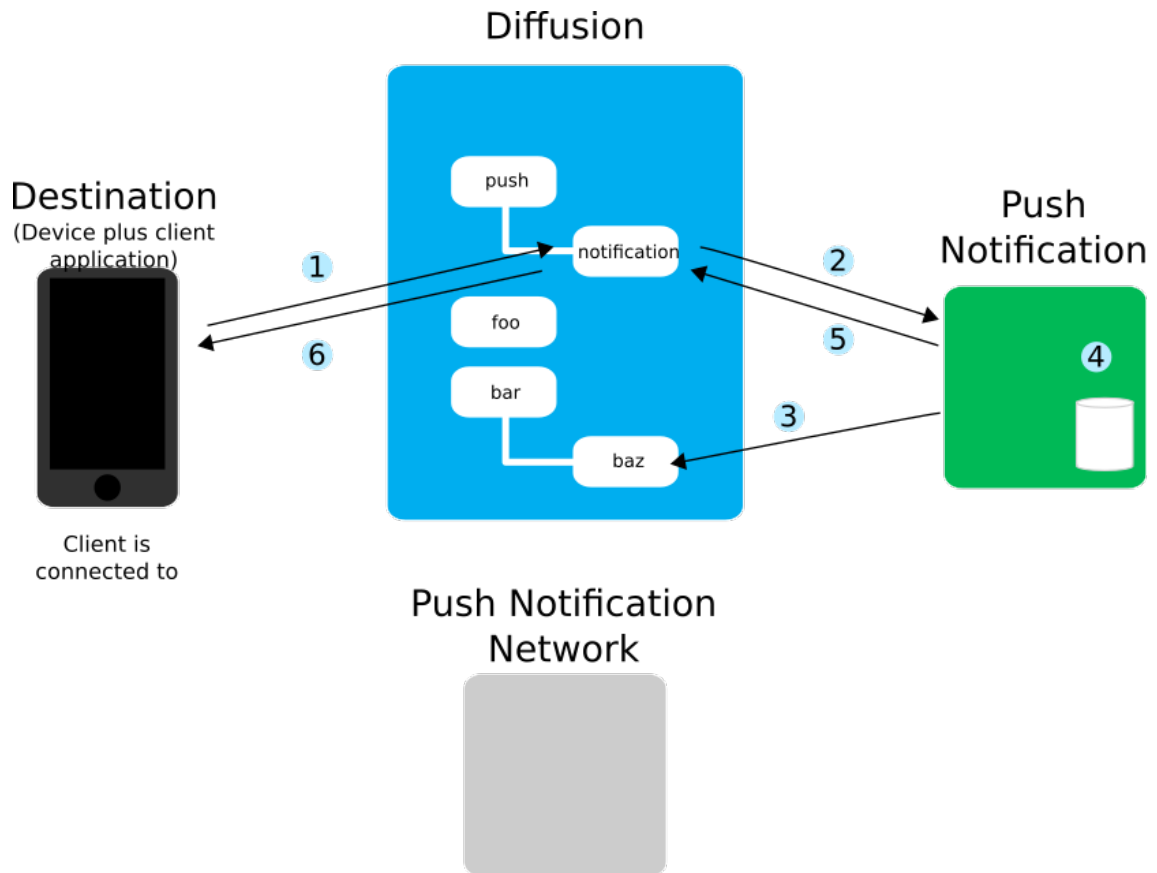 Diffusion
Destination
(Device plus client
application)
push
notification
foo
bar
baz
Push
Notification
1
2
5
6
4
3
Client is
connected to
Push Notification
Network